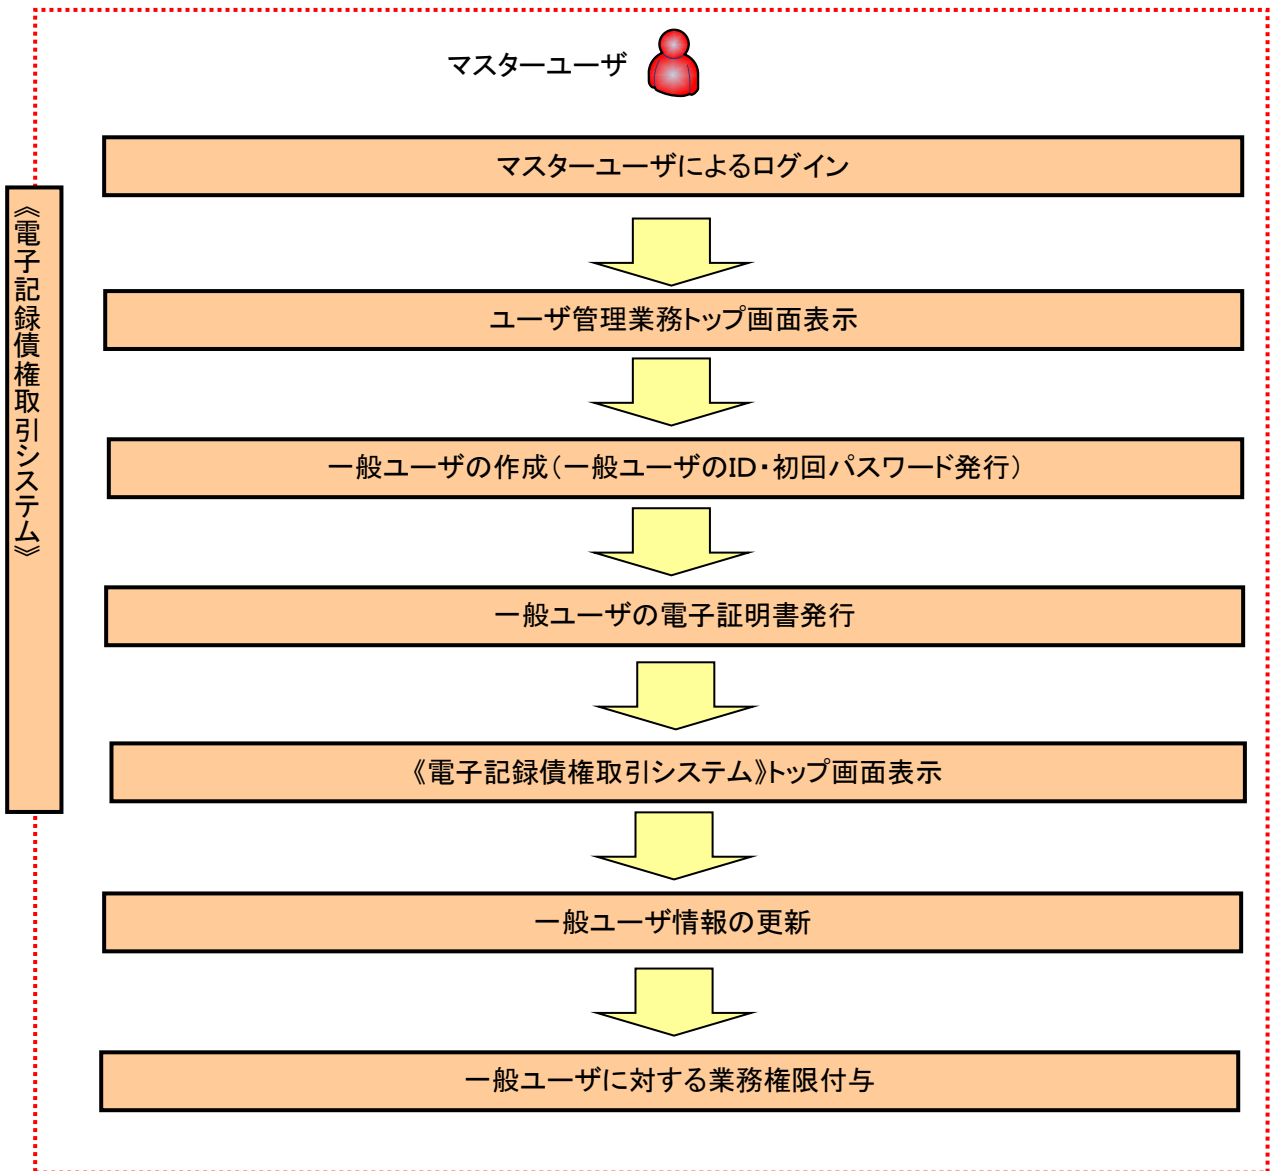 マスターユーザ
マスターユーザによるログイン
《電子記録債権取引システム》
ユーザ管理業務トップ画面表示
一般ユーザの作成（一般ユーザのID・初回パスワード発行）
一般ユーザの電子証明書発行
《電子記録債権取引システム》トップ画面表示
一般ユーザ情報の更新
一般ユーザに対する業務権限付与